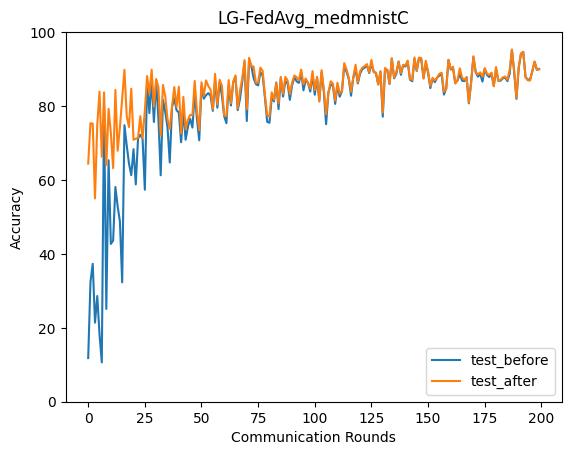 LG-FedAvg_medmnistC
100
80
60
40
20
0
Accuracy
0 25 50 75 100 125 150 175 200
Communication Rounds
test_before
test_after